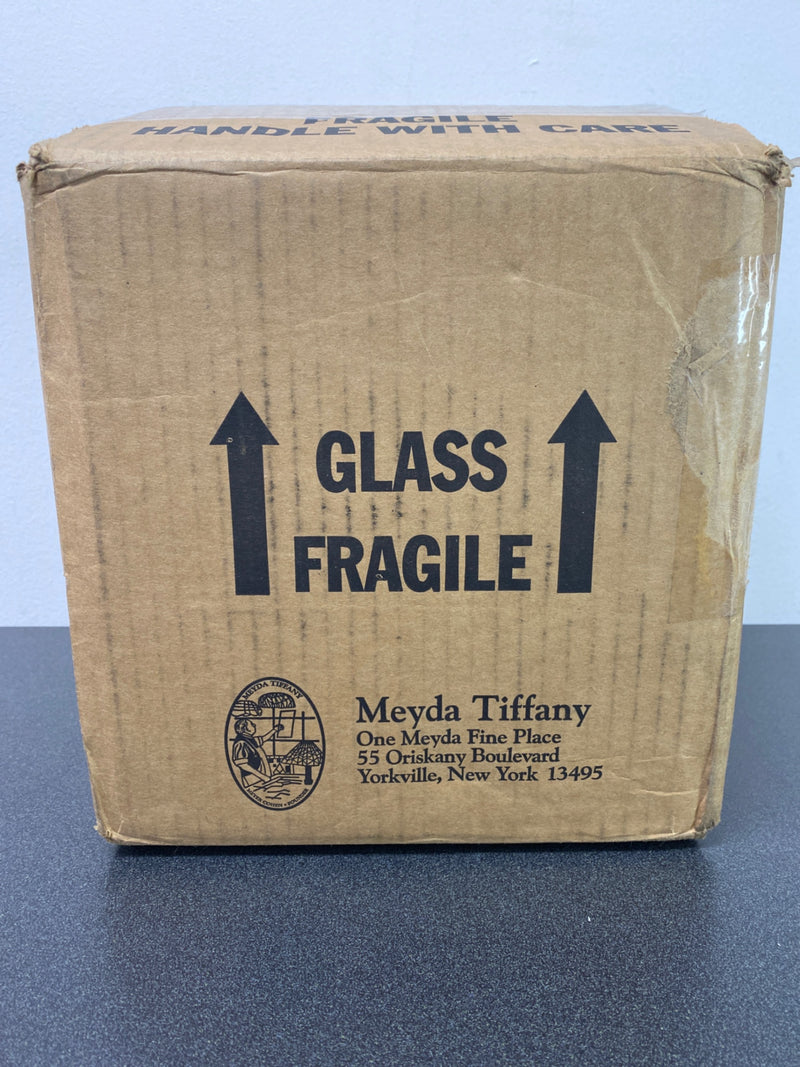 FRAGILE
HANDLE WITH CARE
GLASS
FRAGILE
MEYDA TIFFANY
Meyda Tiffany
One Meyda Fine Place
55 Oriskany Boulevard
Yorkville, New York 13495